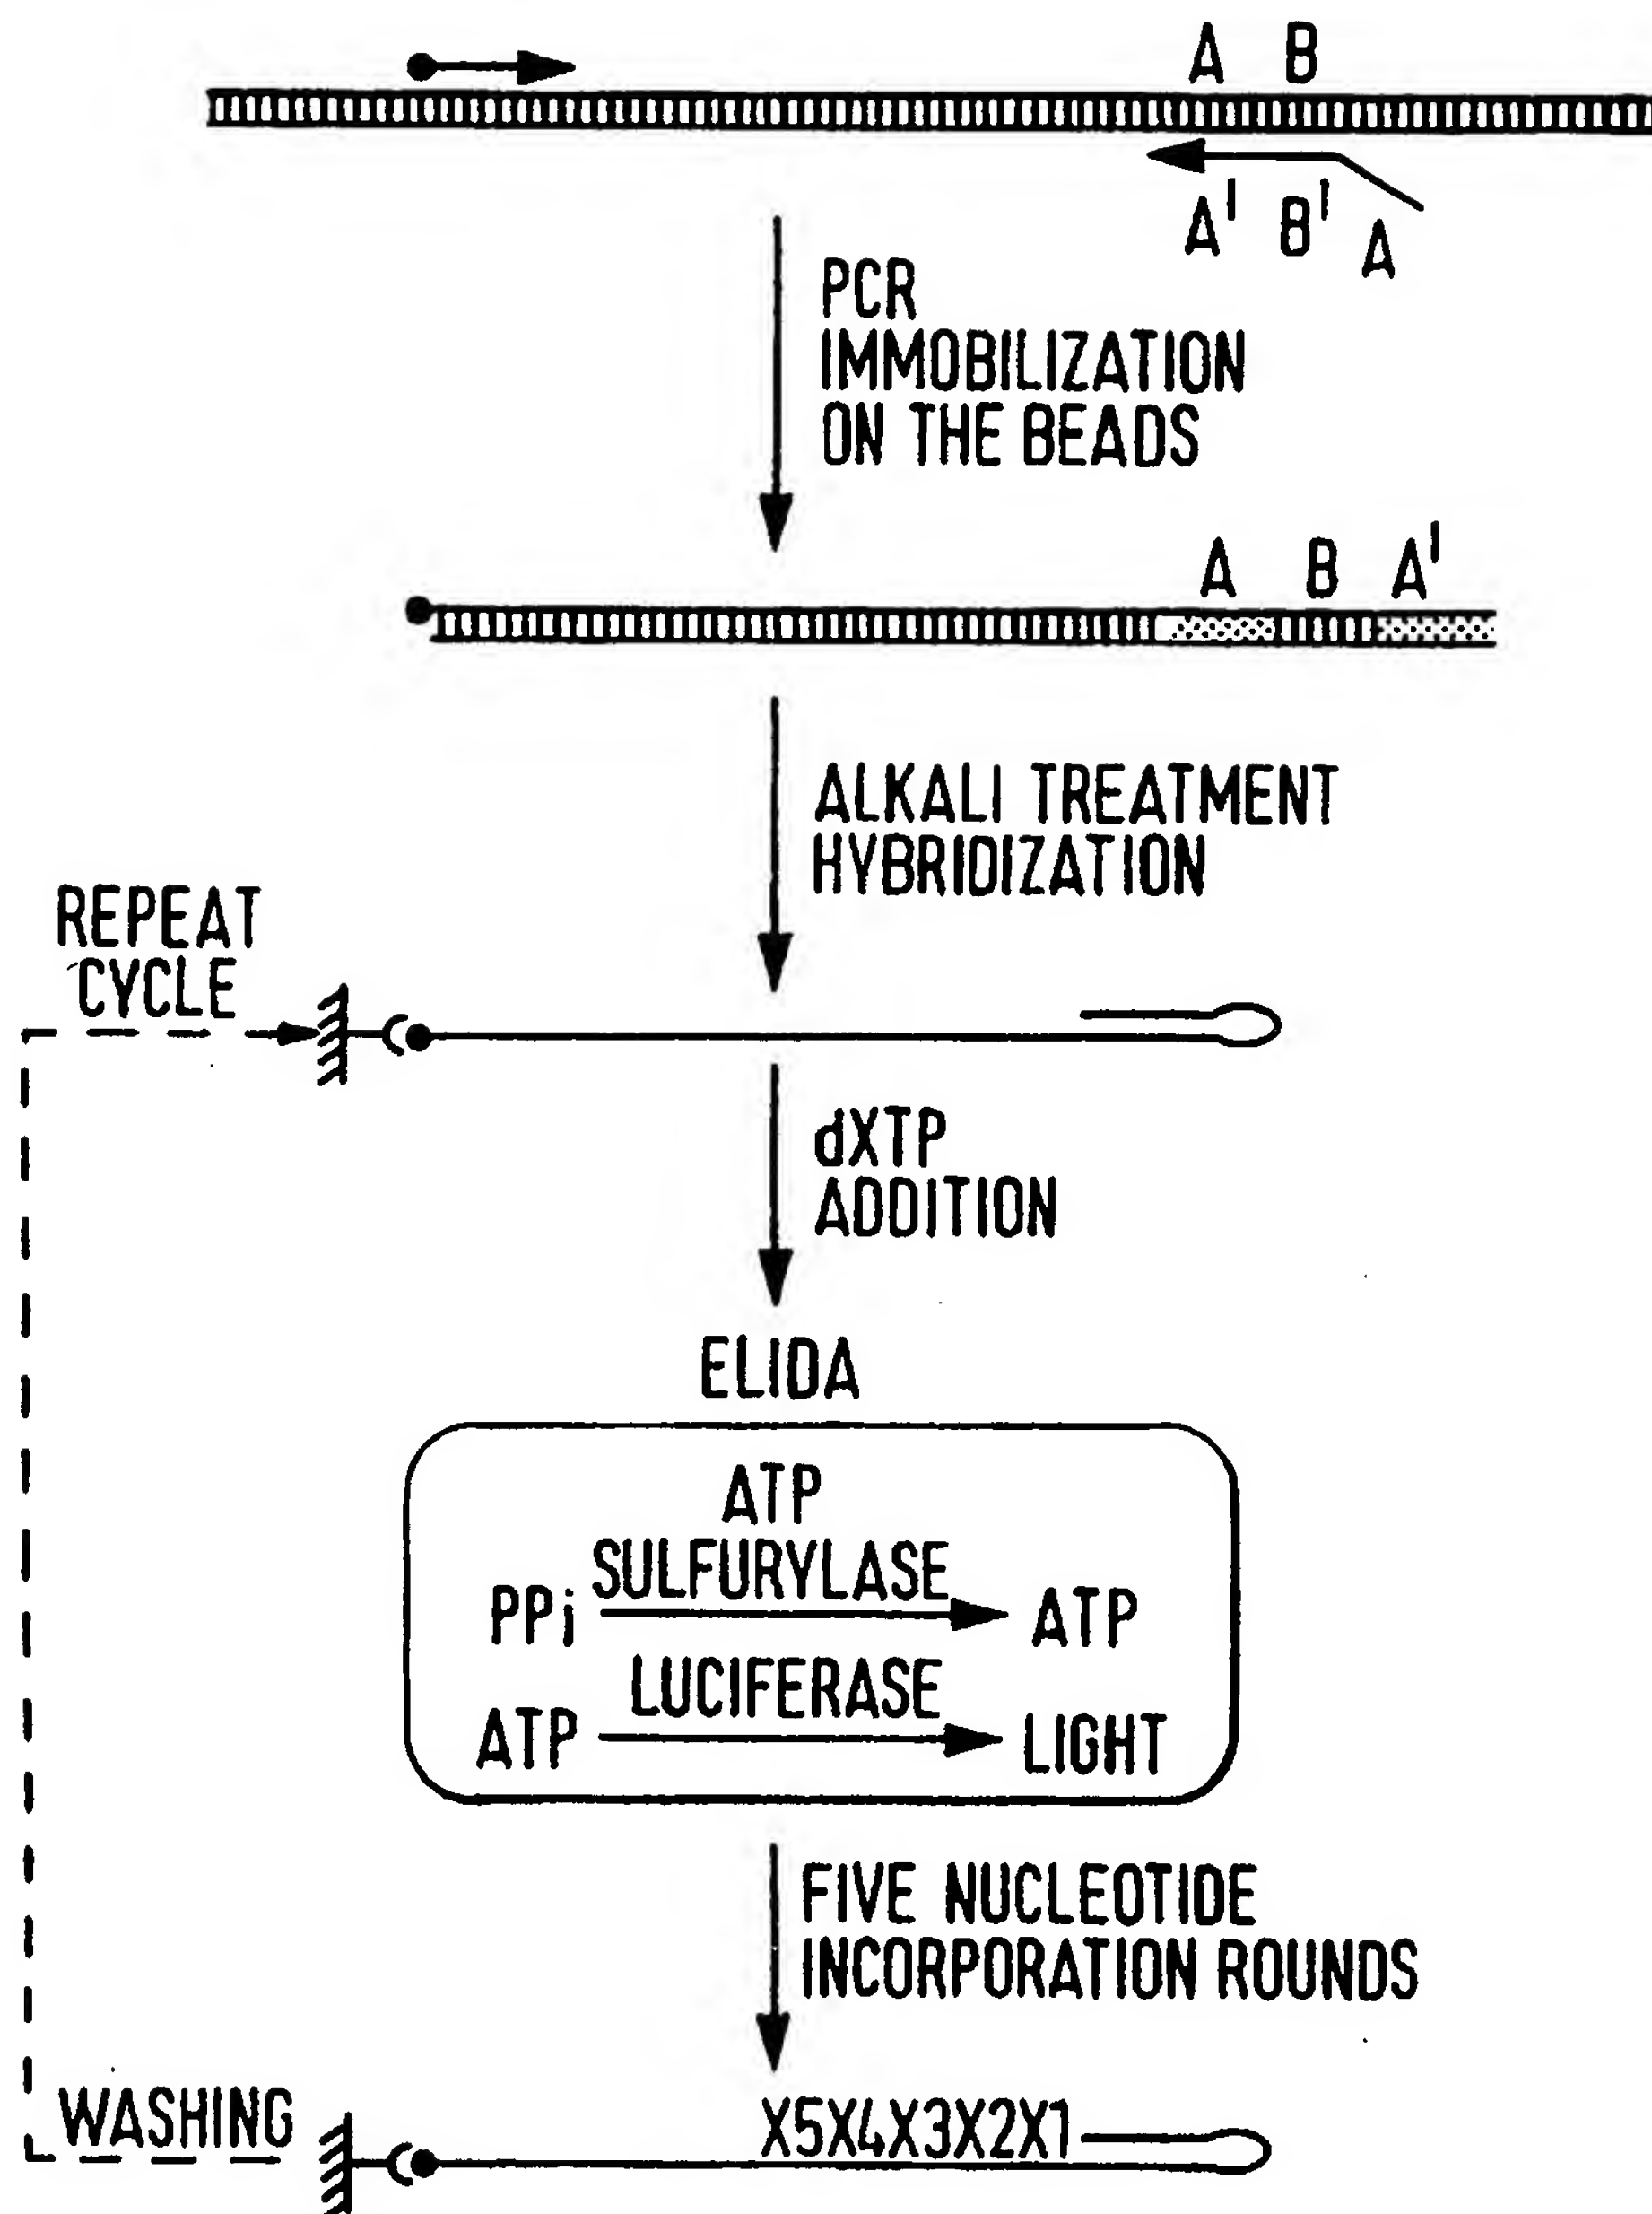 A B
A' B' A
PCR
IMMOBILIZATION
ON THE BEADS
A B A'
ALKALI TREATMENT
HYBRIDIZATION
REPEAT
CYCLE
dXTP
ADDITION
ELIDA
ATP
SULFURYLASE
PPi ATP
LUCIFERASE
ATP LIGHT
FIVE NUCLEOTIDE
INCORPORATION ROUNDS
WASHING
X5X4X3X2X1